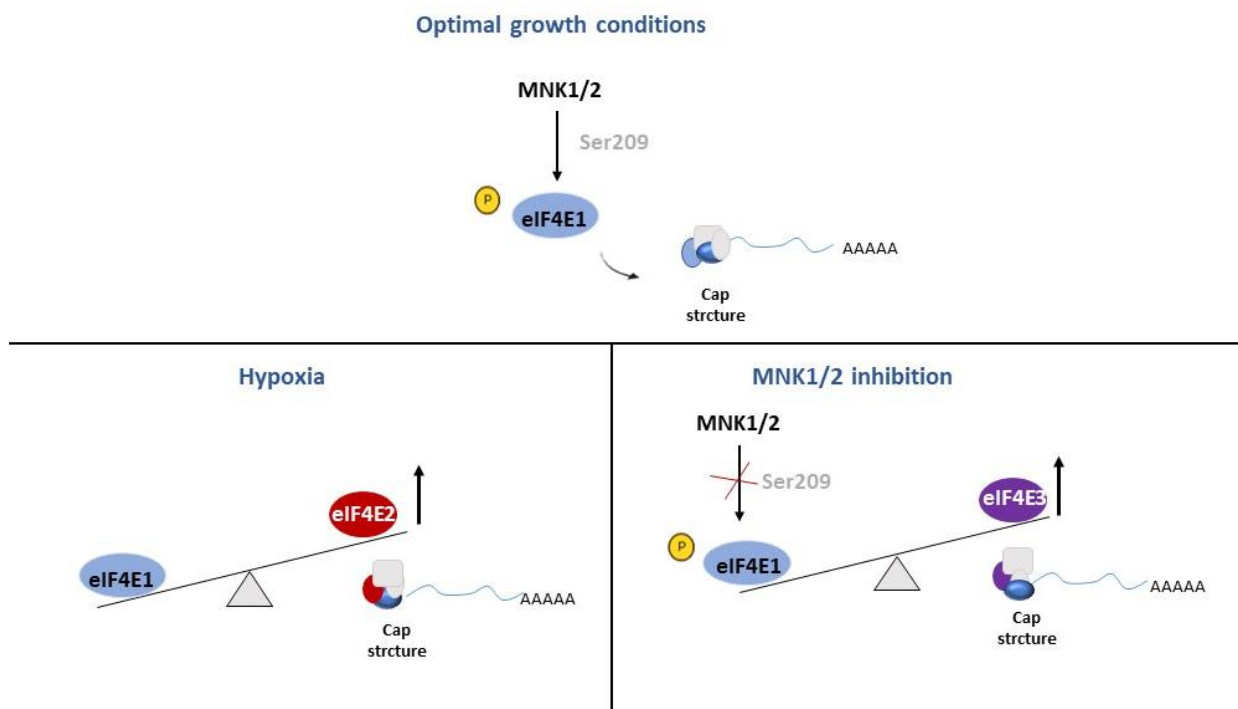 Optimal growth conditions
MNK1/2
Ser209
P
eIF4E1
AAAAA
Cap
strcture
Hypoxia
eIF4E2
eIF4E1
AAAAA
Cap
strcture
MNK1/2 inhibition
MNK1/2
Ser209
eIF4E3
P
eIF4E1
AAAAA
Cap
strcture